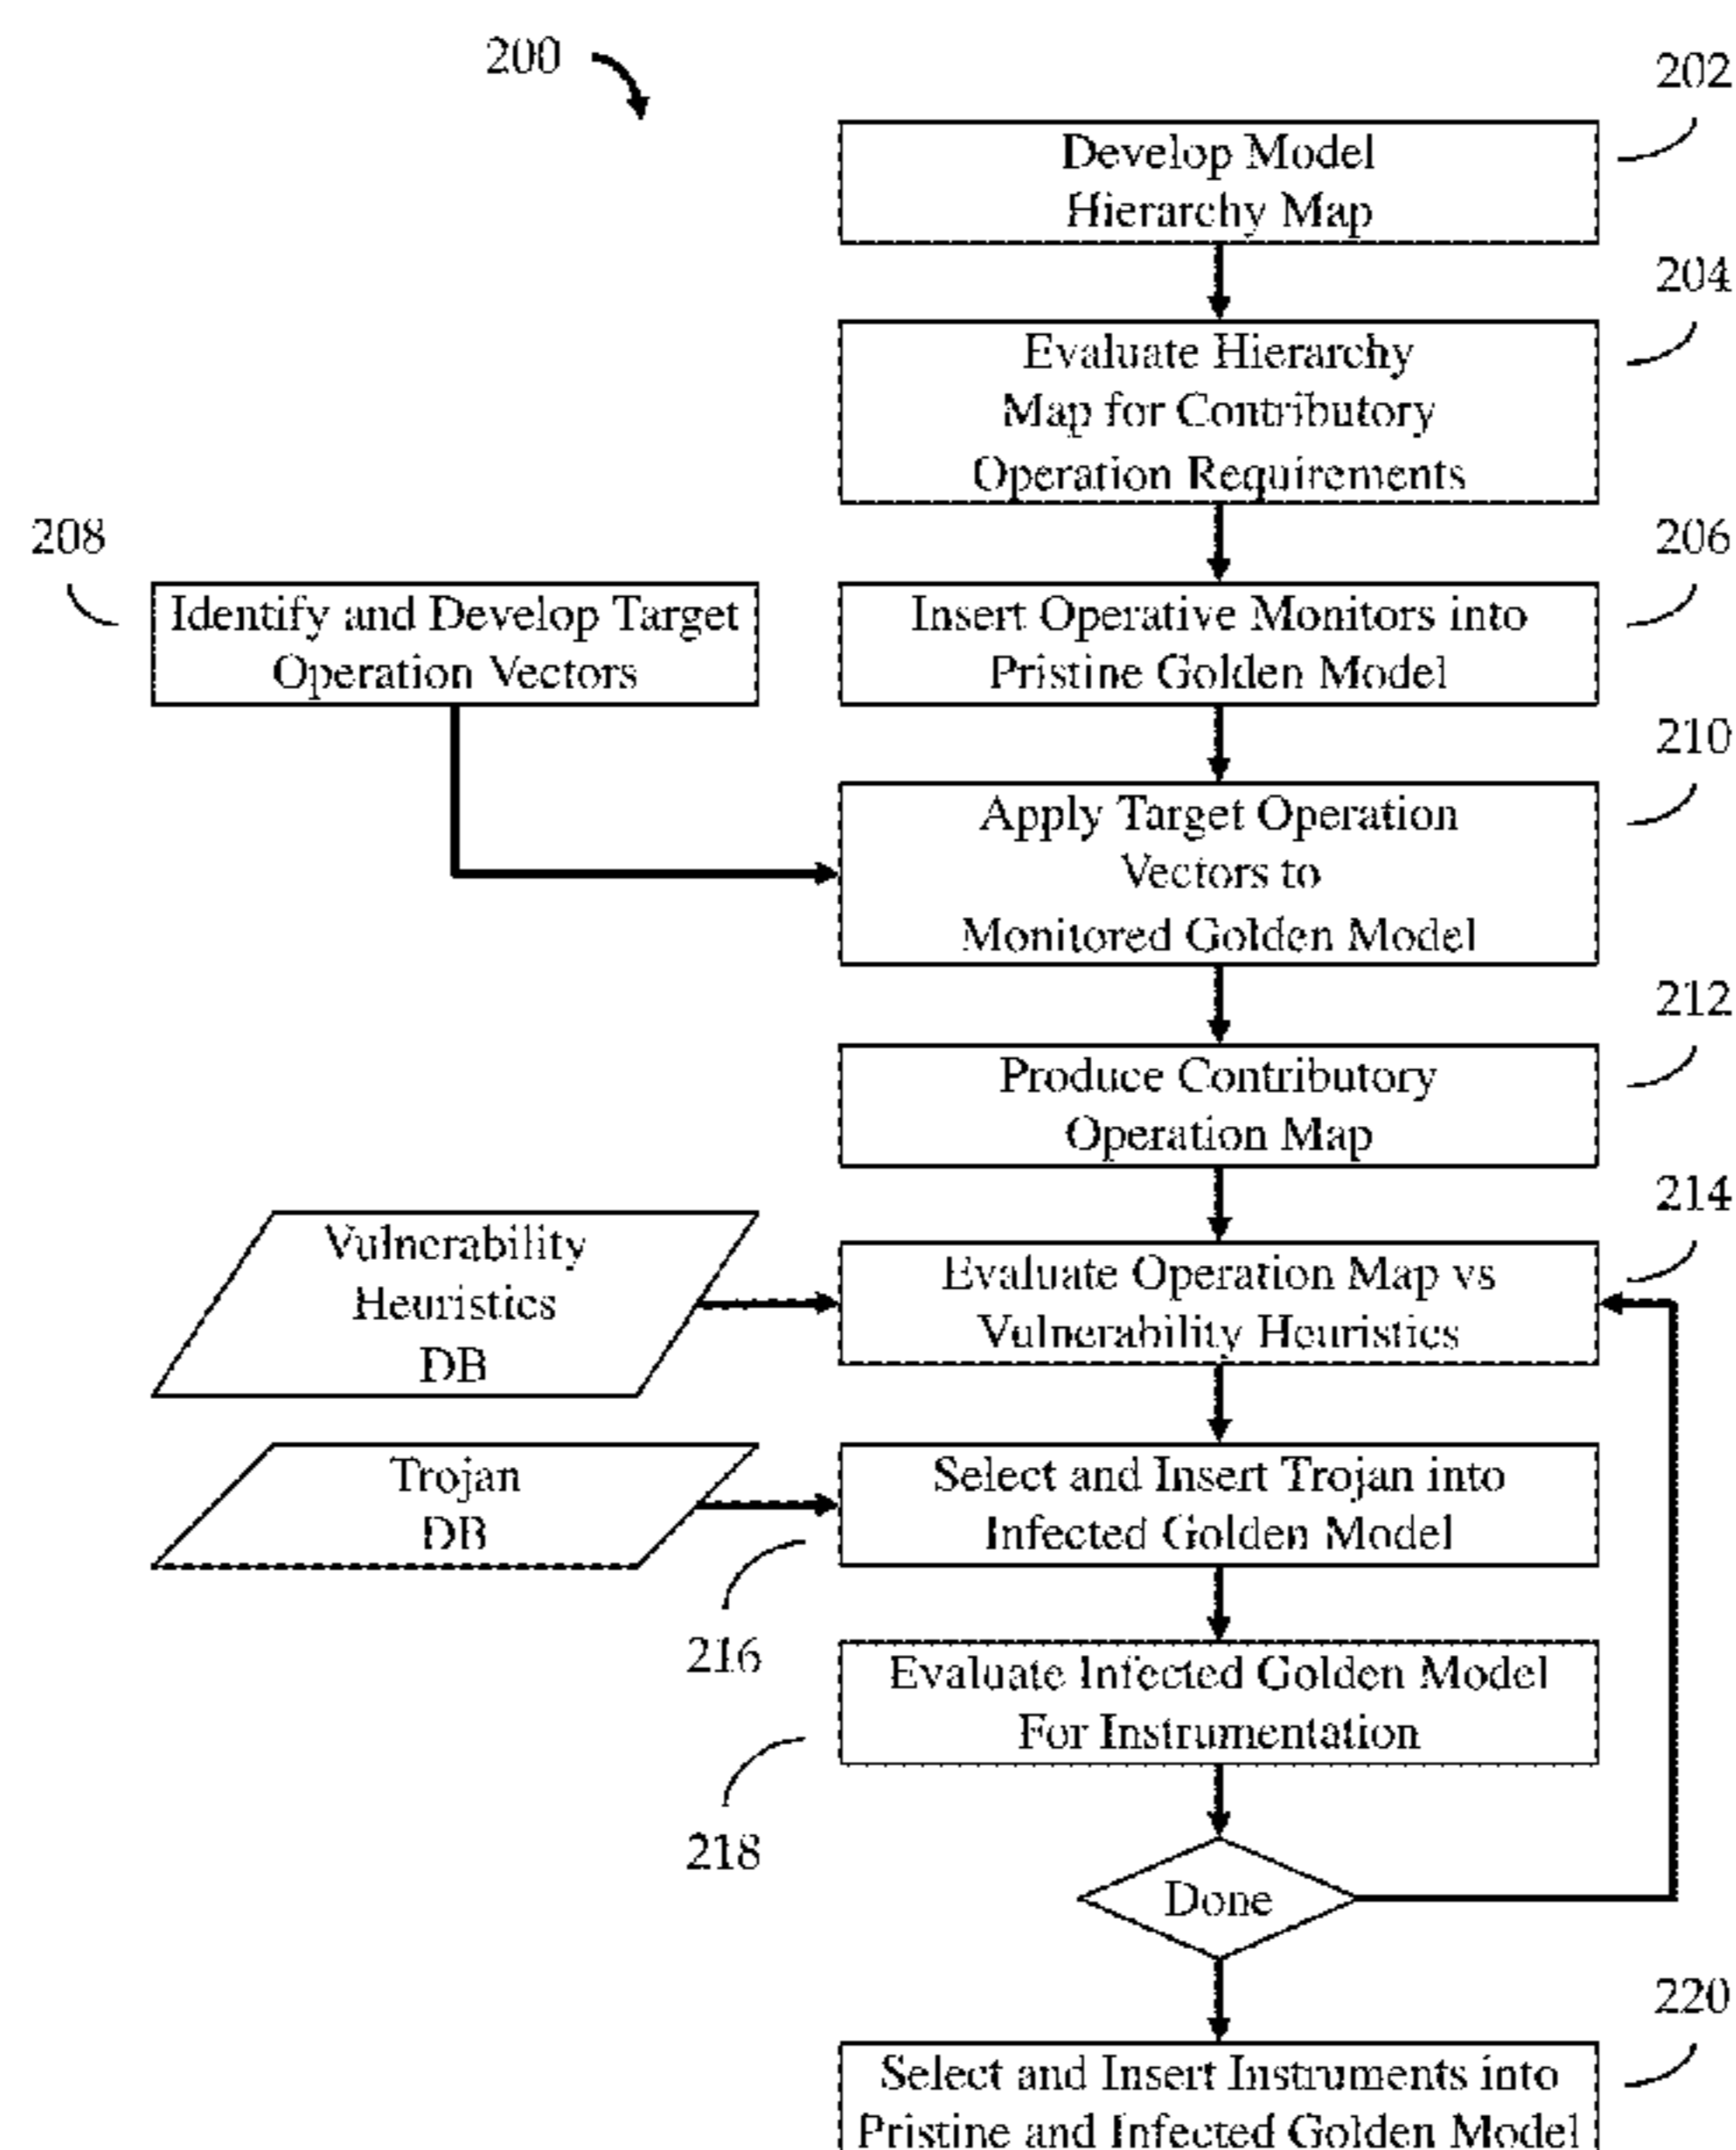 200
202
Develop Model
Hierarchy Map
204
Evaluate Hierarchy
Map for Contributory
Operation Requirements
208
206
Identify and Develop Target
Operation Vectors
Insert Operative Monitors into
Pristine Golden Model
210
Apply Target Operation
Vectors to
Monitored Golden Model
212
Produce Contributory
Operation Map
214
Vulnerability
Heuristics
DB
Evaluate Operation Map vs
Vulnerability Heuristics
Trojan
DB
Select and Insert Trojan into
Infected Golden Model
216
Evaluate Infected Golden Model
For Instrumentation
218
Done
220
Select and Insert Instruments into
Pristine and Infected Golden Model